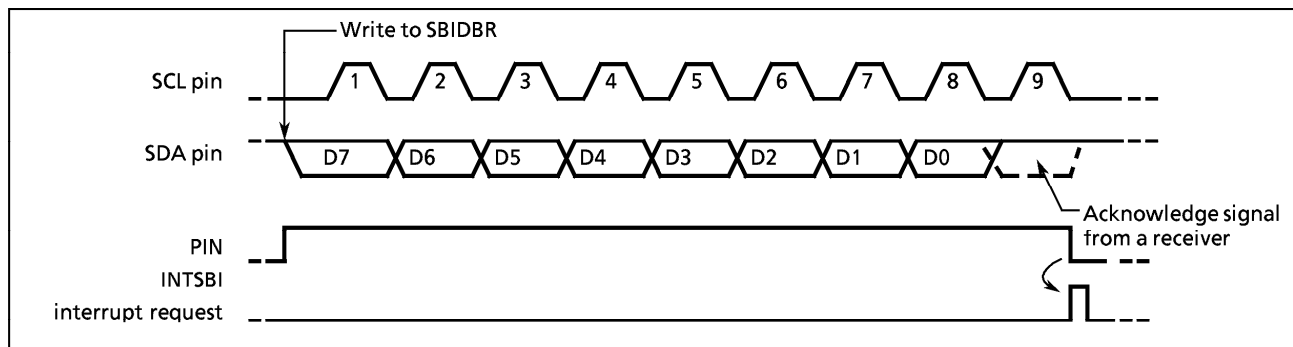 Write to SBIDBR
SCL pin
1 2 3 4 5 6 7 8 9
SDA pin
D7 D6 D5 D4 D3 D2 D1 D0
Acknowledge signal
from a receiver
PIN
INTSBI
interrupt request